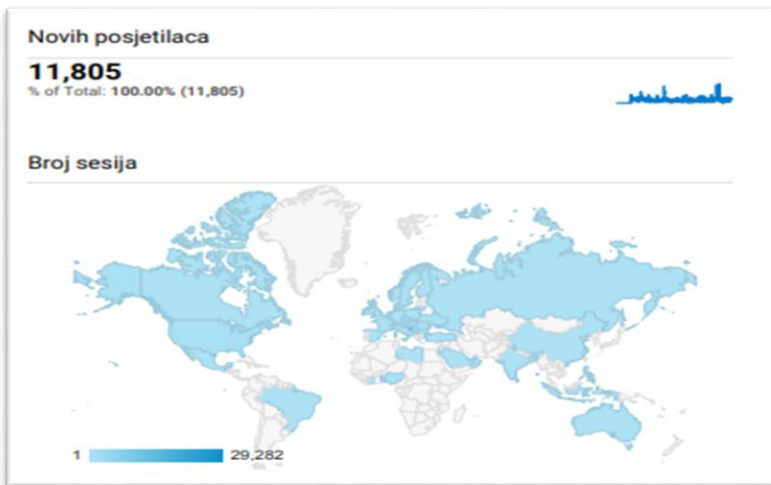 Novih posjetilaca
11,805
% of Total: 100.00% (11,805)
Broj sesija
1 29,282